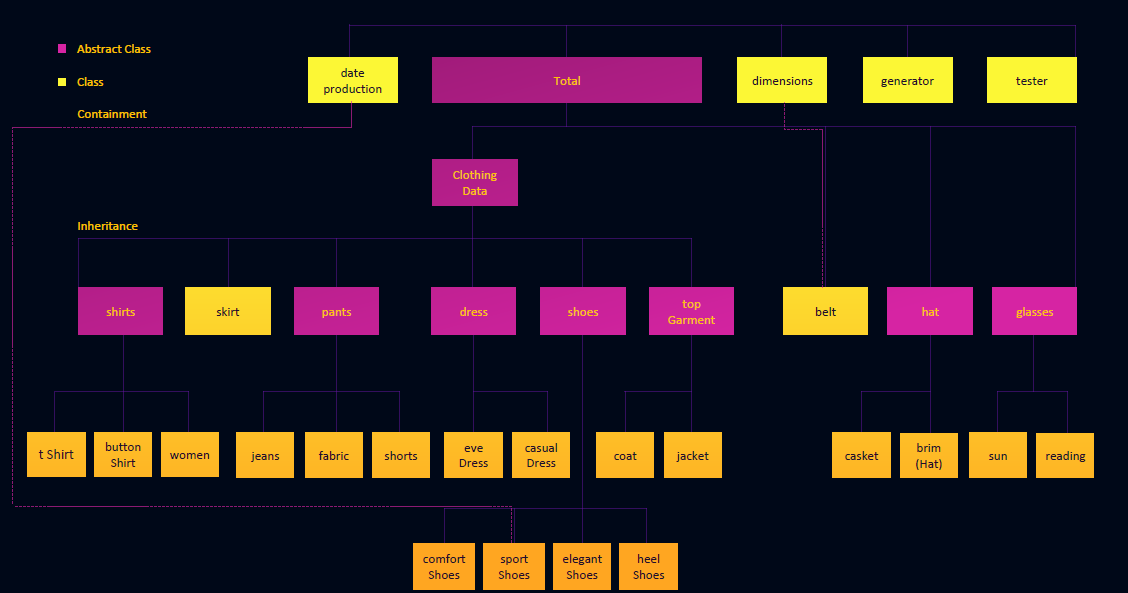 Abstract Class
Class
Containment
date
production
Total
dimensions
generator
tester
Clothing
Data
Inheritance
shirts
skirt
pants
dress
shoes
top
Garment
belt
hat
glasses
t Shirt
button
Shirt
women
jeans
fabric
shorts
eve
Dress
casual
Dress
coat
jacket
casket
brim
(Hat)
sun
reading
comfort
Shoes
sport
Shoes
elegant
Shoes
heel
Shoes